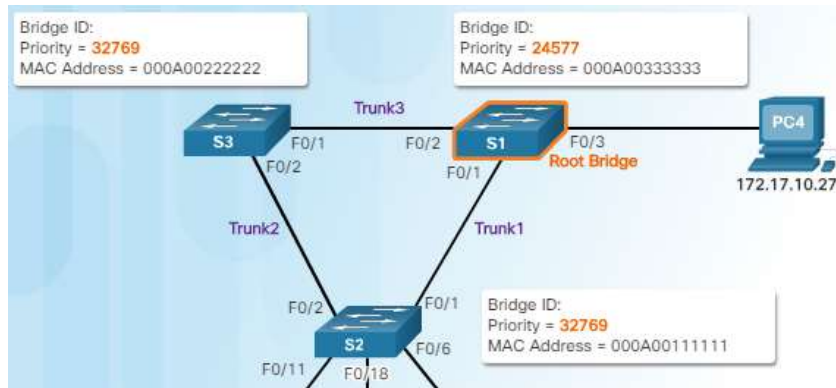 Bridge ID:
Priority = 32769
MAC Address = 000A00222222
Bridge ID:
Priority = 24577
MAC Address = 000A00333333
Trunk3
S3
F0/1
F0/2
S1
F0/3
PC4
F0/2
F0/1
Root Bridge
172.17.10.27
Trunk2
Trunk1
F0/2
F0/1
Bridge ID:
Priority = 32769
MAC Address = 000A00111111
S2
F0/6
F0/11
F0/18